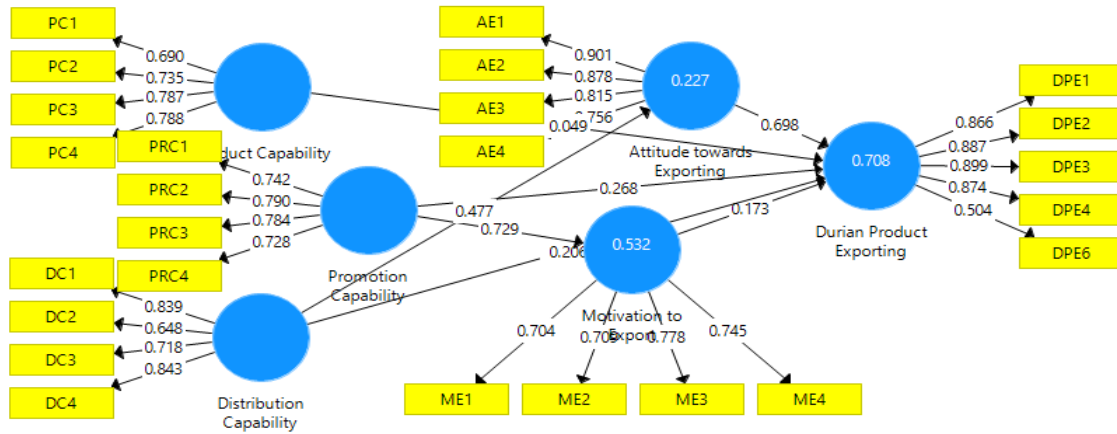 PC1
PC2
PC3
PC4
0.690
0.735
0.787
0.788
duct Capability
PRC1
PRC2
PRC3
PRC4
0.742
0.790
0.784
0.728
Promotion
Capability
DC1
DC2
DC3
DC4
0.839
0.648
0.718
0.843
Distribution
Capability
AE1
AE2
AE3
AE4
0.901
0.878
0.815
0.756
0.227
Attitude towards
Exporting
0.049
0.698
0.268
0.477
0.729
0.206
0.173
0.532
Motivation to
Export
0.704
0.778
0.745
ME1
ME2
ME3
ME4
0.708
Durian Product
Exporting
0.866
0.887
0.899
0.874
0.504
DPE1
DPE2
DPE3
DPE4
DPE6